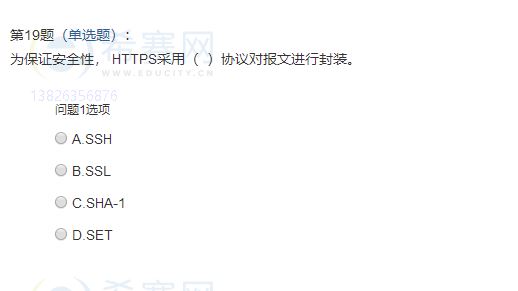 第19题（单选题）：
为保证安全性， HTTPS采用（ ）协议对报文进行封装。
希赛网
WWW.EDUCITY.CN
13826356876
问题1选项
A.SSH
B.SSL
C.SHA-1
D.SET
希赛网